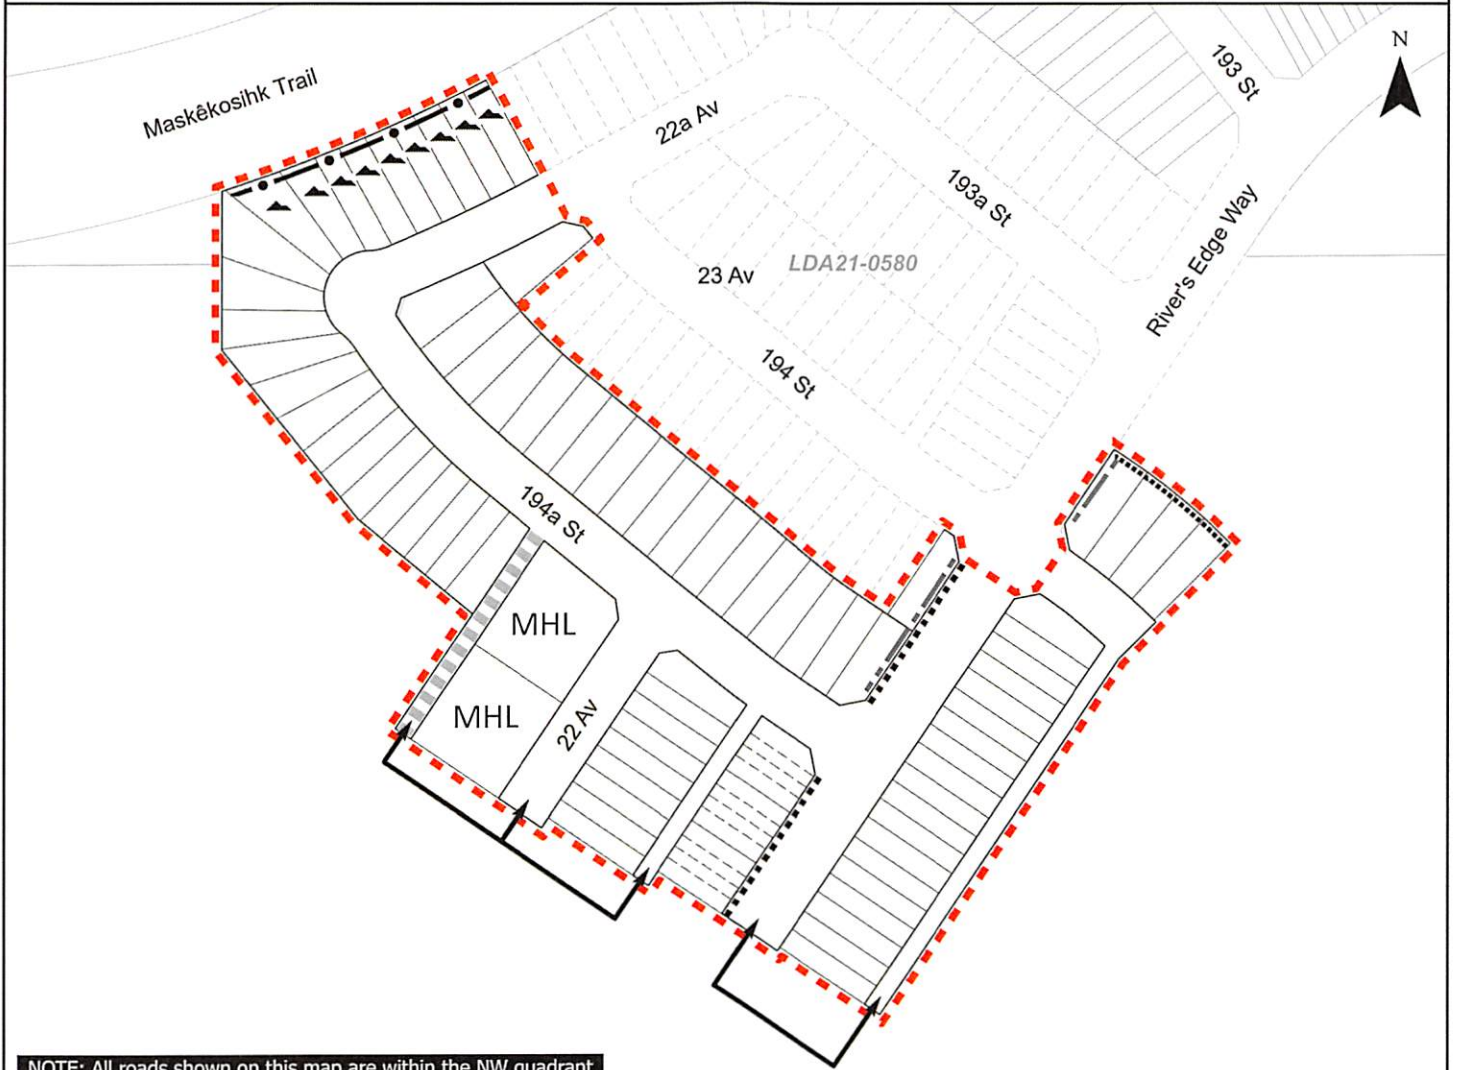 N
193 St
Maskêkosihk Trail
22a Av
193a St
River's Edge Way
LDA21-0580
23 Av
194 St
194a St
MHL
MHL
22 Av
NOTE: All roads shown on this map are within the NW quadrant